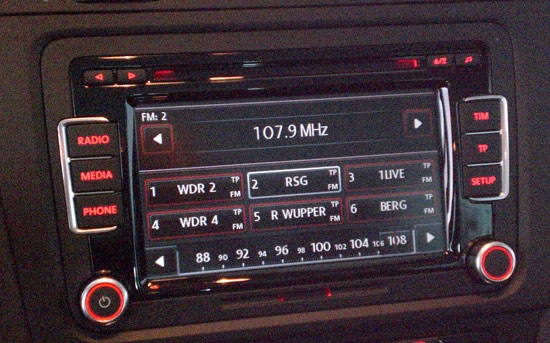 RADIO
MEDIA
PHONE
FM: 2
107.9 MHz
1 WDR 2 TP FM
2 RSG TP FM
3 1LIVE TP FM
4 WDR 4 TP FM
5 R WUPPER TP FM
6 BERG FM
88 90 92 94 96 98 100 102 104 106 108
TIM
TP
SETUP